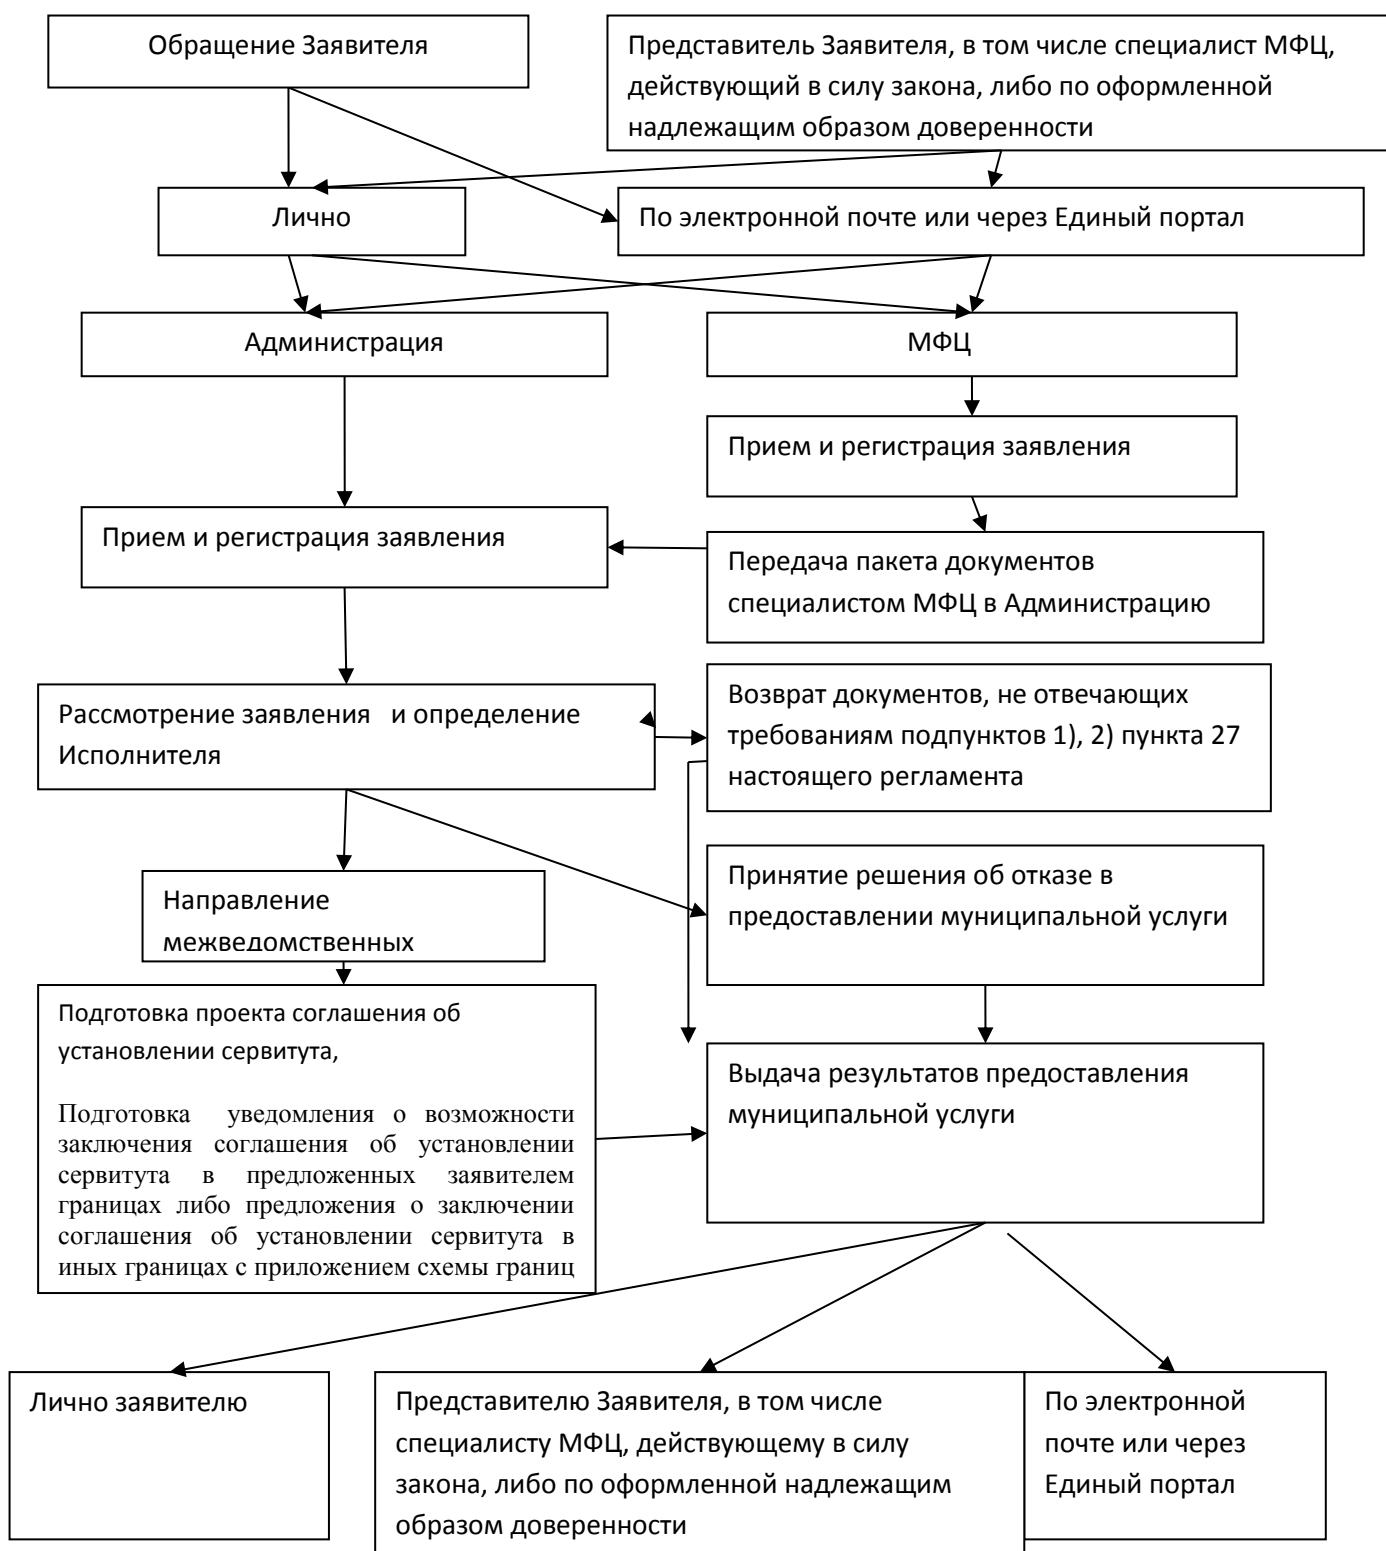 Обращение Заявителя
Представитель Заявителя, в том числе специалист МФЦ,
действующий в силу закона, либо по оформленной
надлежащим образом доверенности
Лично
По электронной почте или через Единый портал
Администрация
МФЦ
Прием и регистрация заявления
Прием и регистрация заявления
Передача пакета документов
специалистом МФЦ в Администрацию
Рассмотрение заявления и определение
Исполнителя
Возврат документов, не отвечающих
требованиям подпунктов 1), 2) пункта 27
настоящего регламента
Направление
межведомственных
Принятие решения об отказе в
предоставлении муниципальной услуги
Подготовка проекта соглашения об
установлении сервитута,
Подготовка уведомления о возможности
заключения соглашения об установлении
сервитута в предложенных заявителем
границах либо предложения о заключении
соглашения об установлении сервитута в
иных границах с приложением схемы границ
Выдача результатов предоставления
муниципальной услуги
Лично заявителю
Представителю Заявителя, в том числе
специалисту МФЦ, действующему в силу
закона, либо по оформленной надлежащим
образом доверенности
По электронной
почте или через
Единый портал